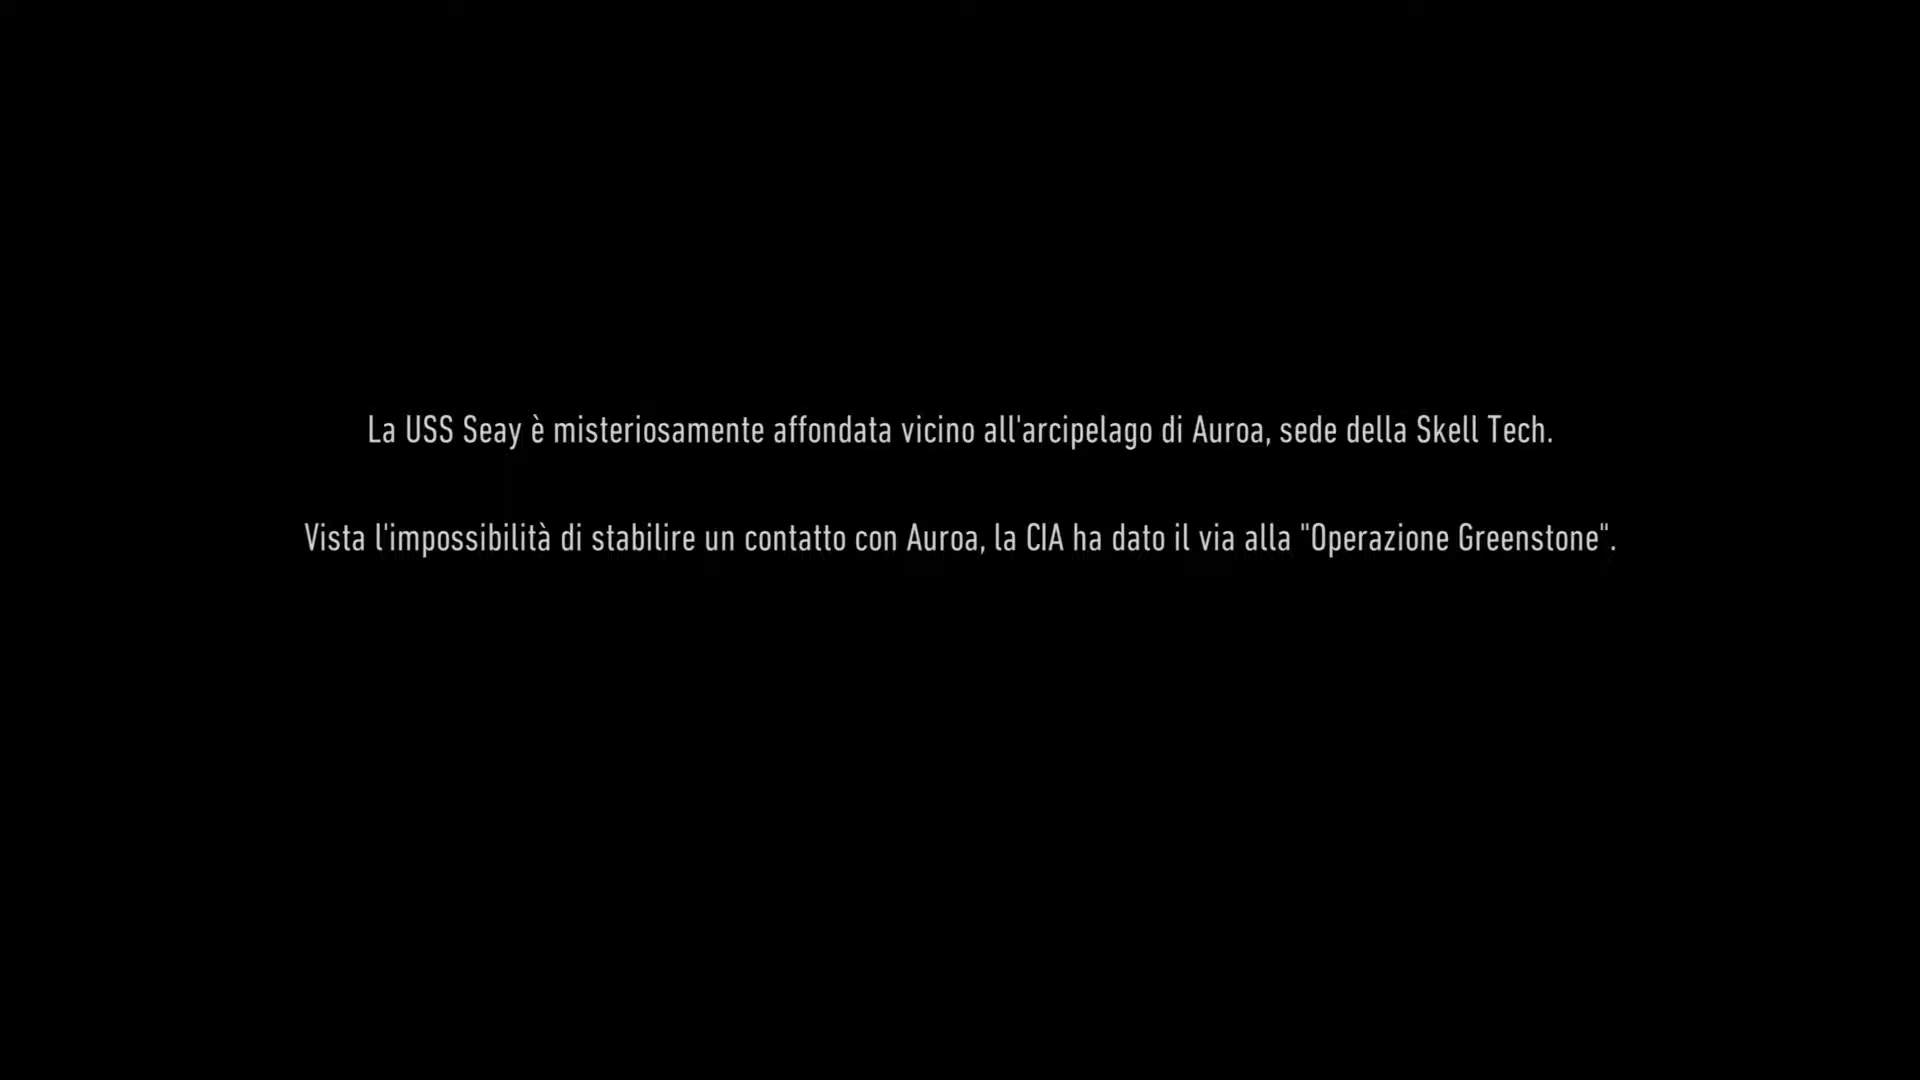 La USS Seay è misteriosamente affondata vicino all'arcipelago di Auroa, sede della Skell Tech.
Vista l'impossibilità di stabilire un contatto con Auroa, la CIA ha dato il via alla "Operazione Greenstone".